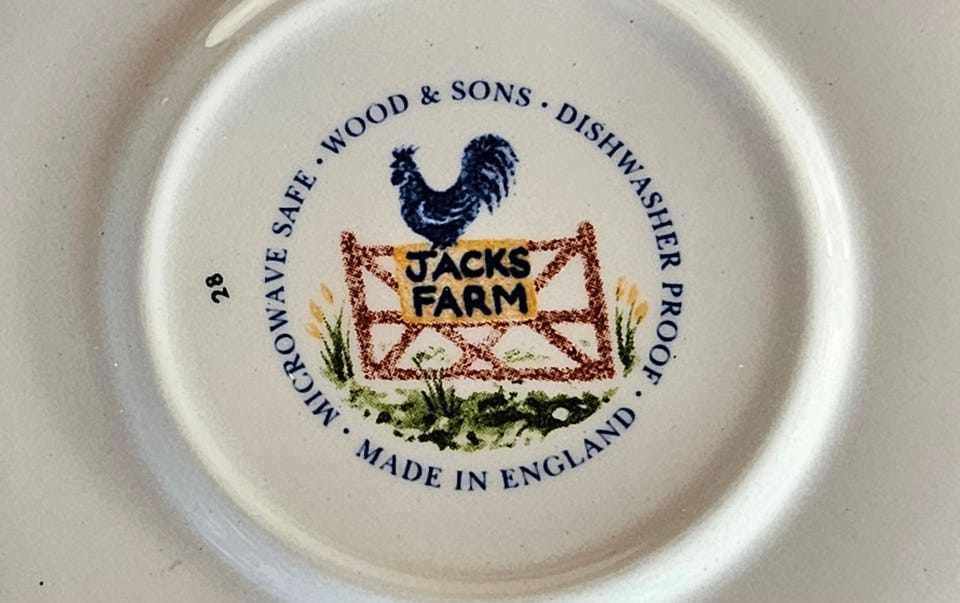 WOOD & SONS · DISHWASHER PROOF · MADE IN ENGLAND · MICROWAVE SAFE ·
JACKS
FARM
28